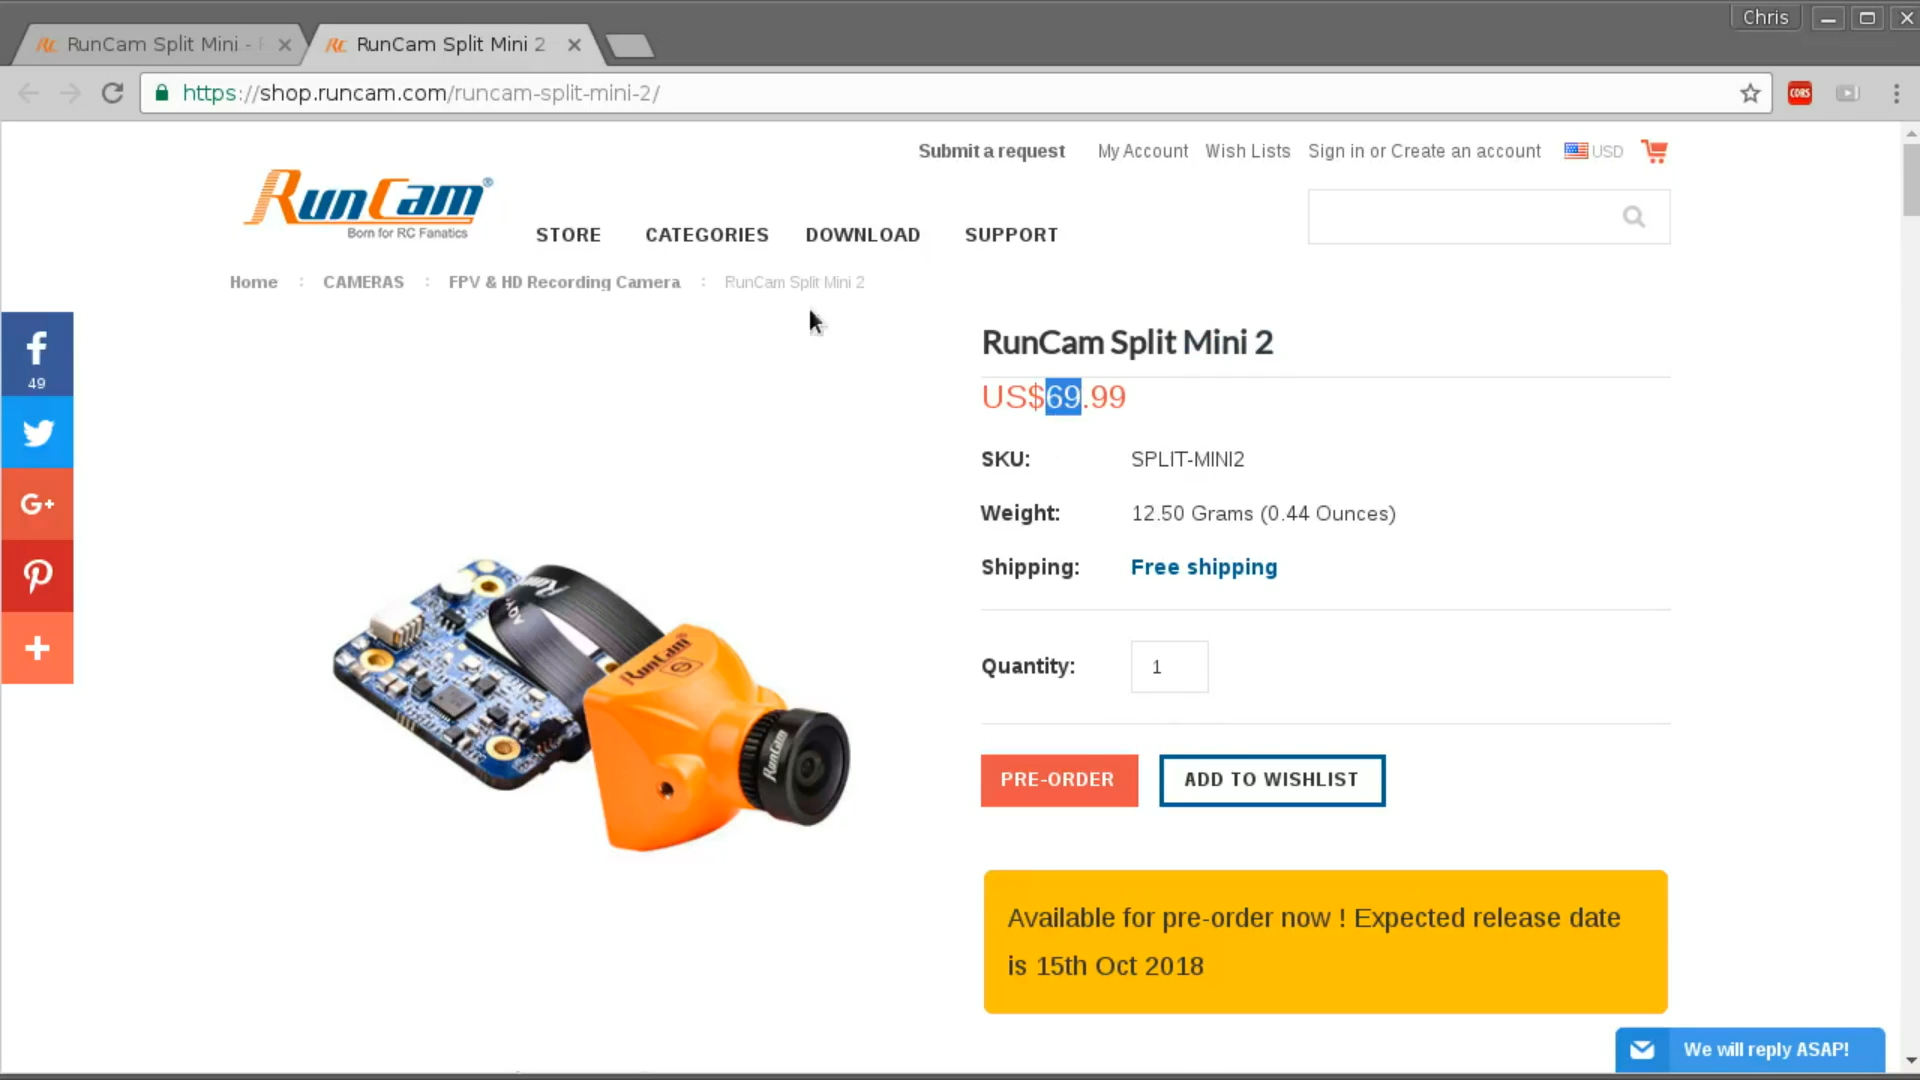 Chris
RunCam Split Mini -
RunCam Split Mini 2
https://shop.runcam.com/runcam-split-mini-2/
CORS
Submit a request My Account Wish Lists Sign in or Create an account USD
RunCam®
Born for RC Fanatics
STORE CATEGORIES DOWNLOAD SUPPORT
Home : CAMERAS : FPV & HD Recording Camera : RunCam Split Mini 2
49
G+
RunCam Split Mini 2
US$69.99
SKU: SPLIT-MINI2
Weight: 12.50 Grams (0.44 Ounces)
Shipping: Free shipping
Quantity: 1
RunCam
RunCam
PRE-ORDER ADD TO WISHLIST
Available for pre-order now ! Expected release date
is 15th Oct 2018
We will reply ASAP!